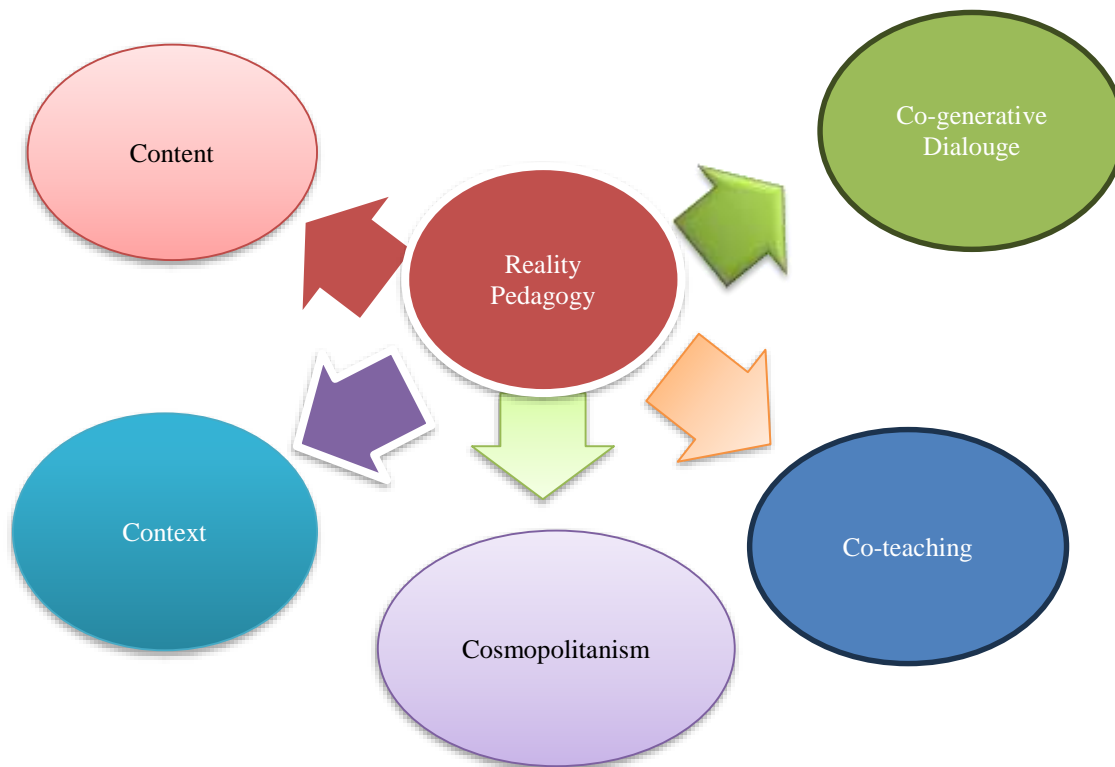 Co-generative
Dialouge
Content
Reality
Pedagogy
Context
Co-teaching
Cosmopolitanism